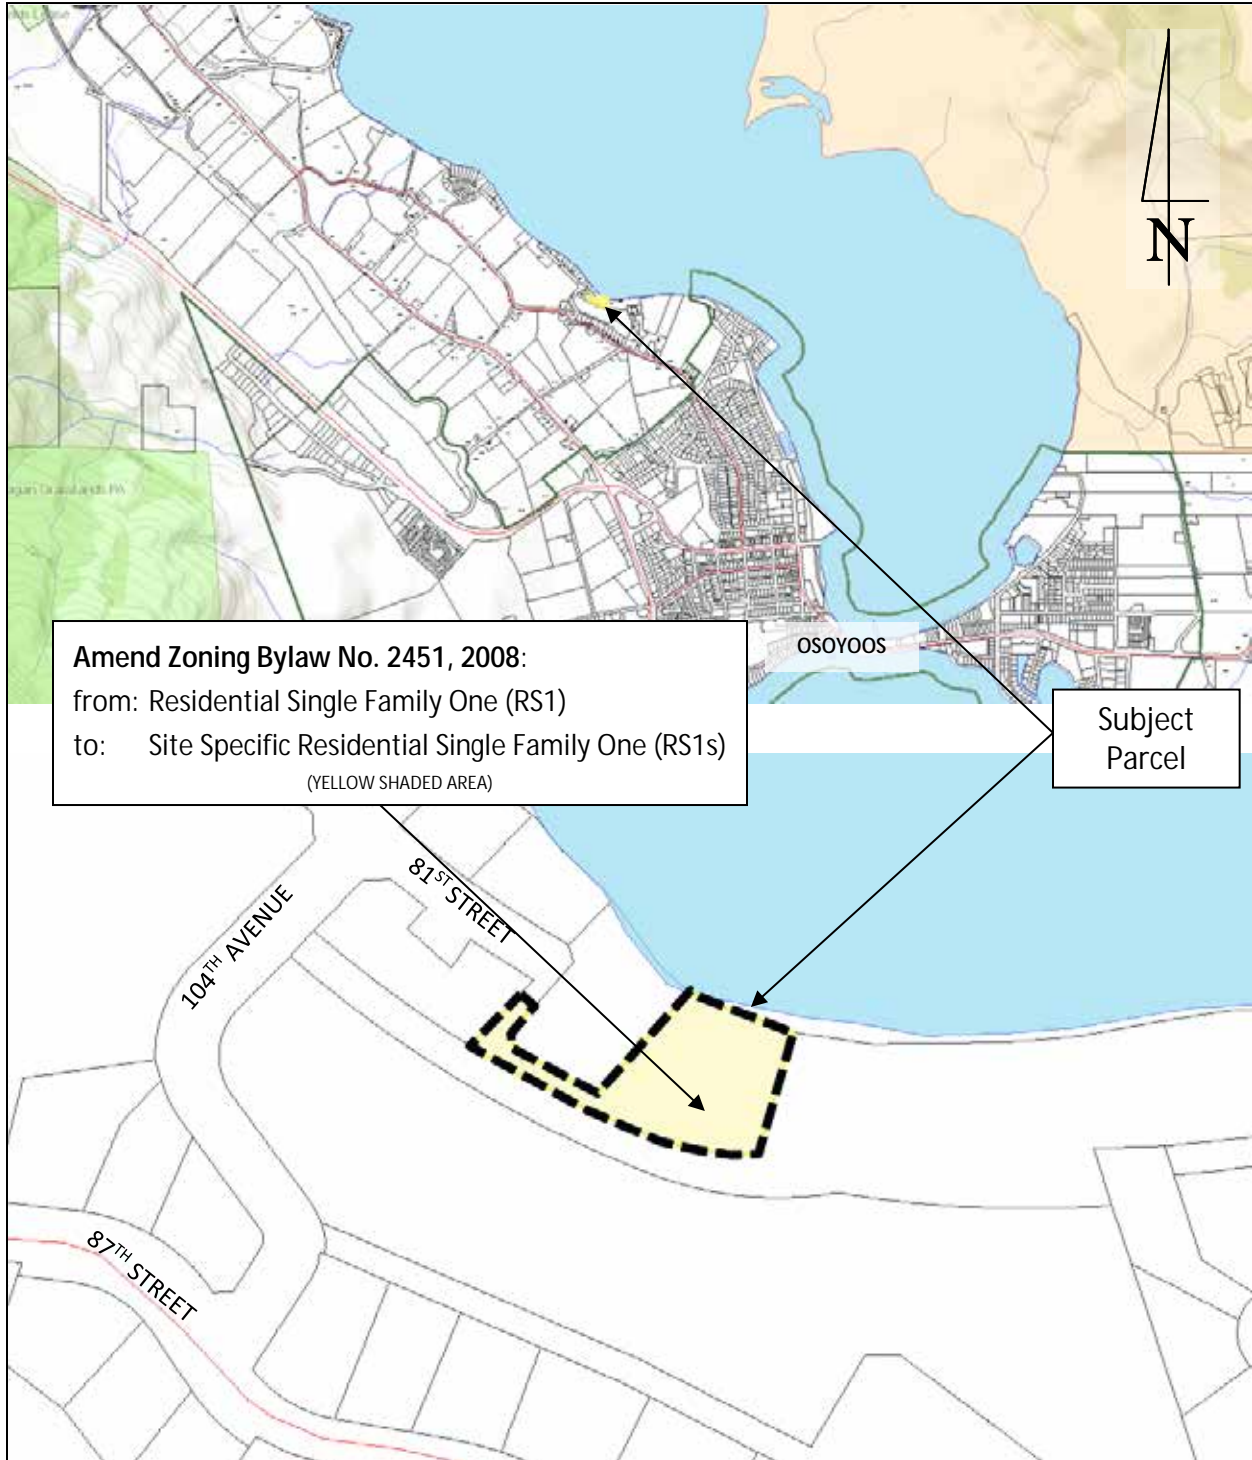 N
OSOYOOS
Amend Zoning Bylaw No. 2451, 2008:
from: Residential Single Family One (RS1)
to: Site Specific Residential Single Family One (RS1s)
(YELLOW SHADED AREA)
Subject
Parcel
81ST STREET
104TH AVENUE
87TH STREET